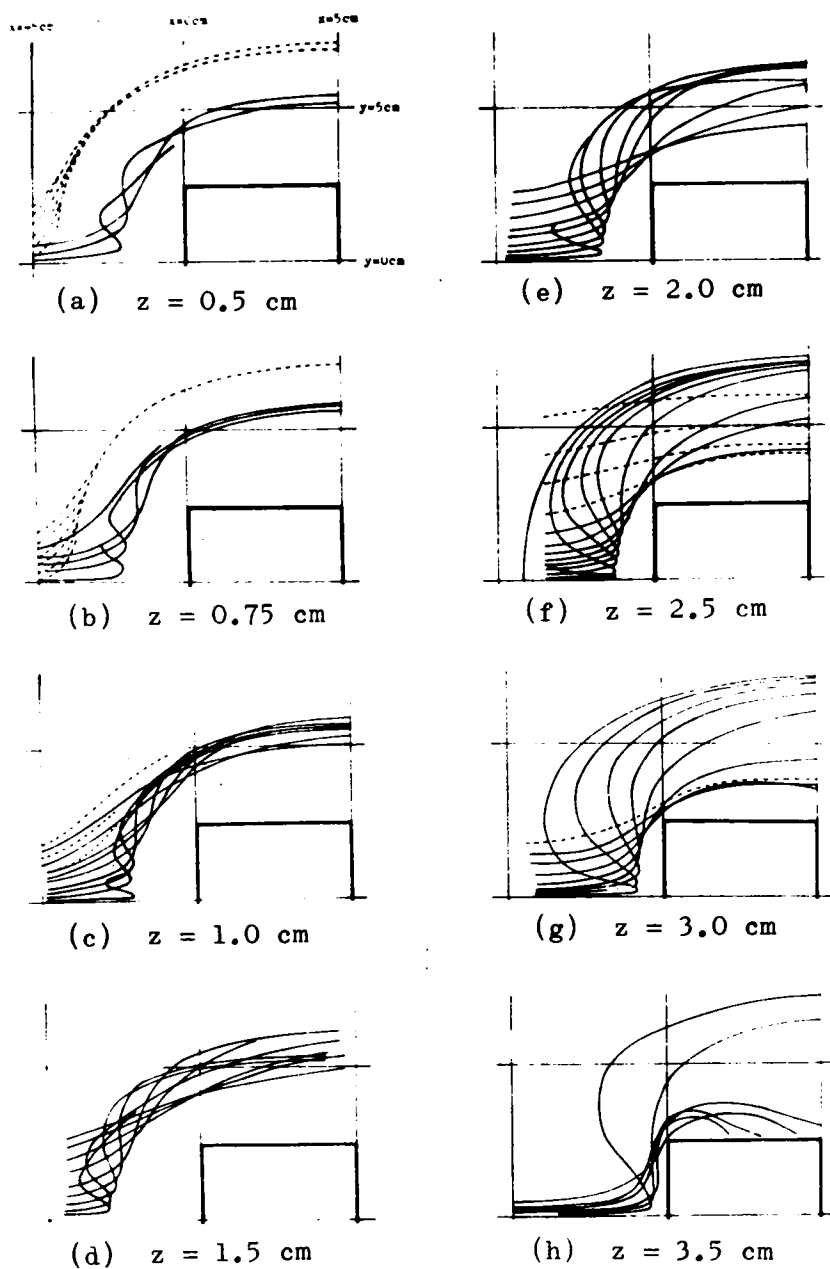 x=0cm x=5cm
y=5cm
y=0cm
(a) z = 0.5 cm
(b) z = 0.75 cm
(c) z = 1.0 cm
(d) z = 1.5 cm
(e) z = 2.0 cm
(f) z = 2.5 cm
(g) z = 3.0 cm
(h) z = 3.5 cm